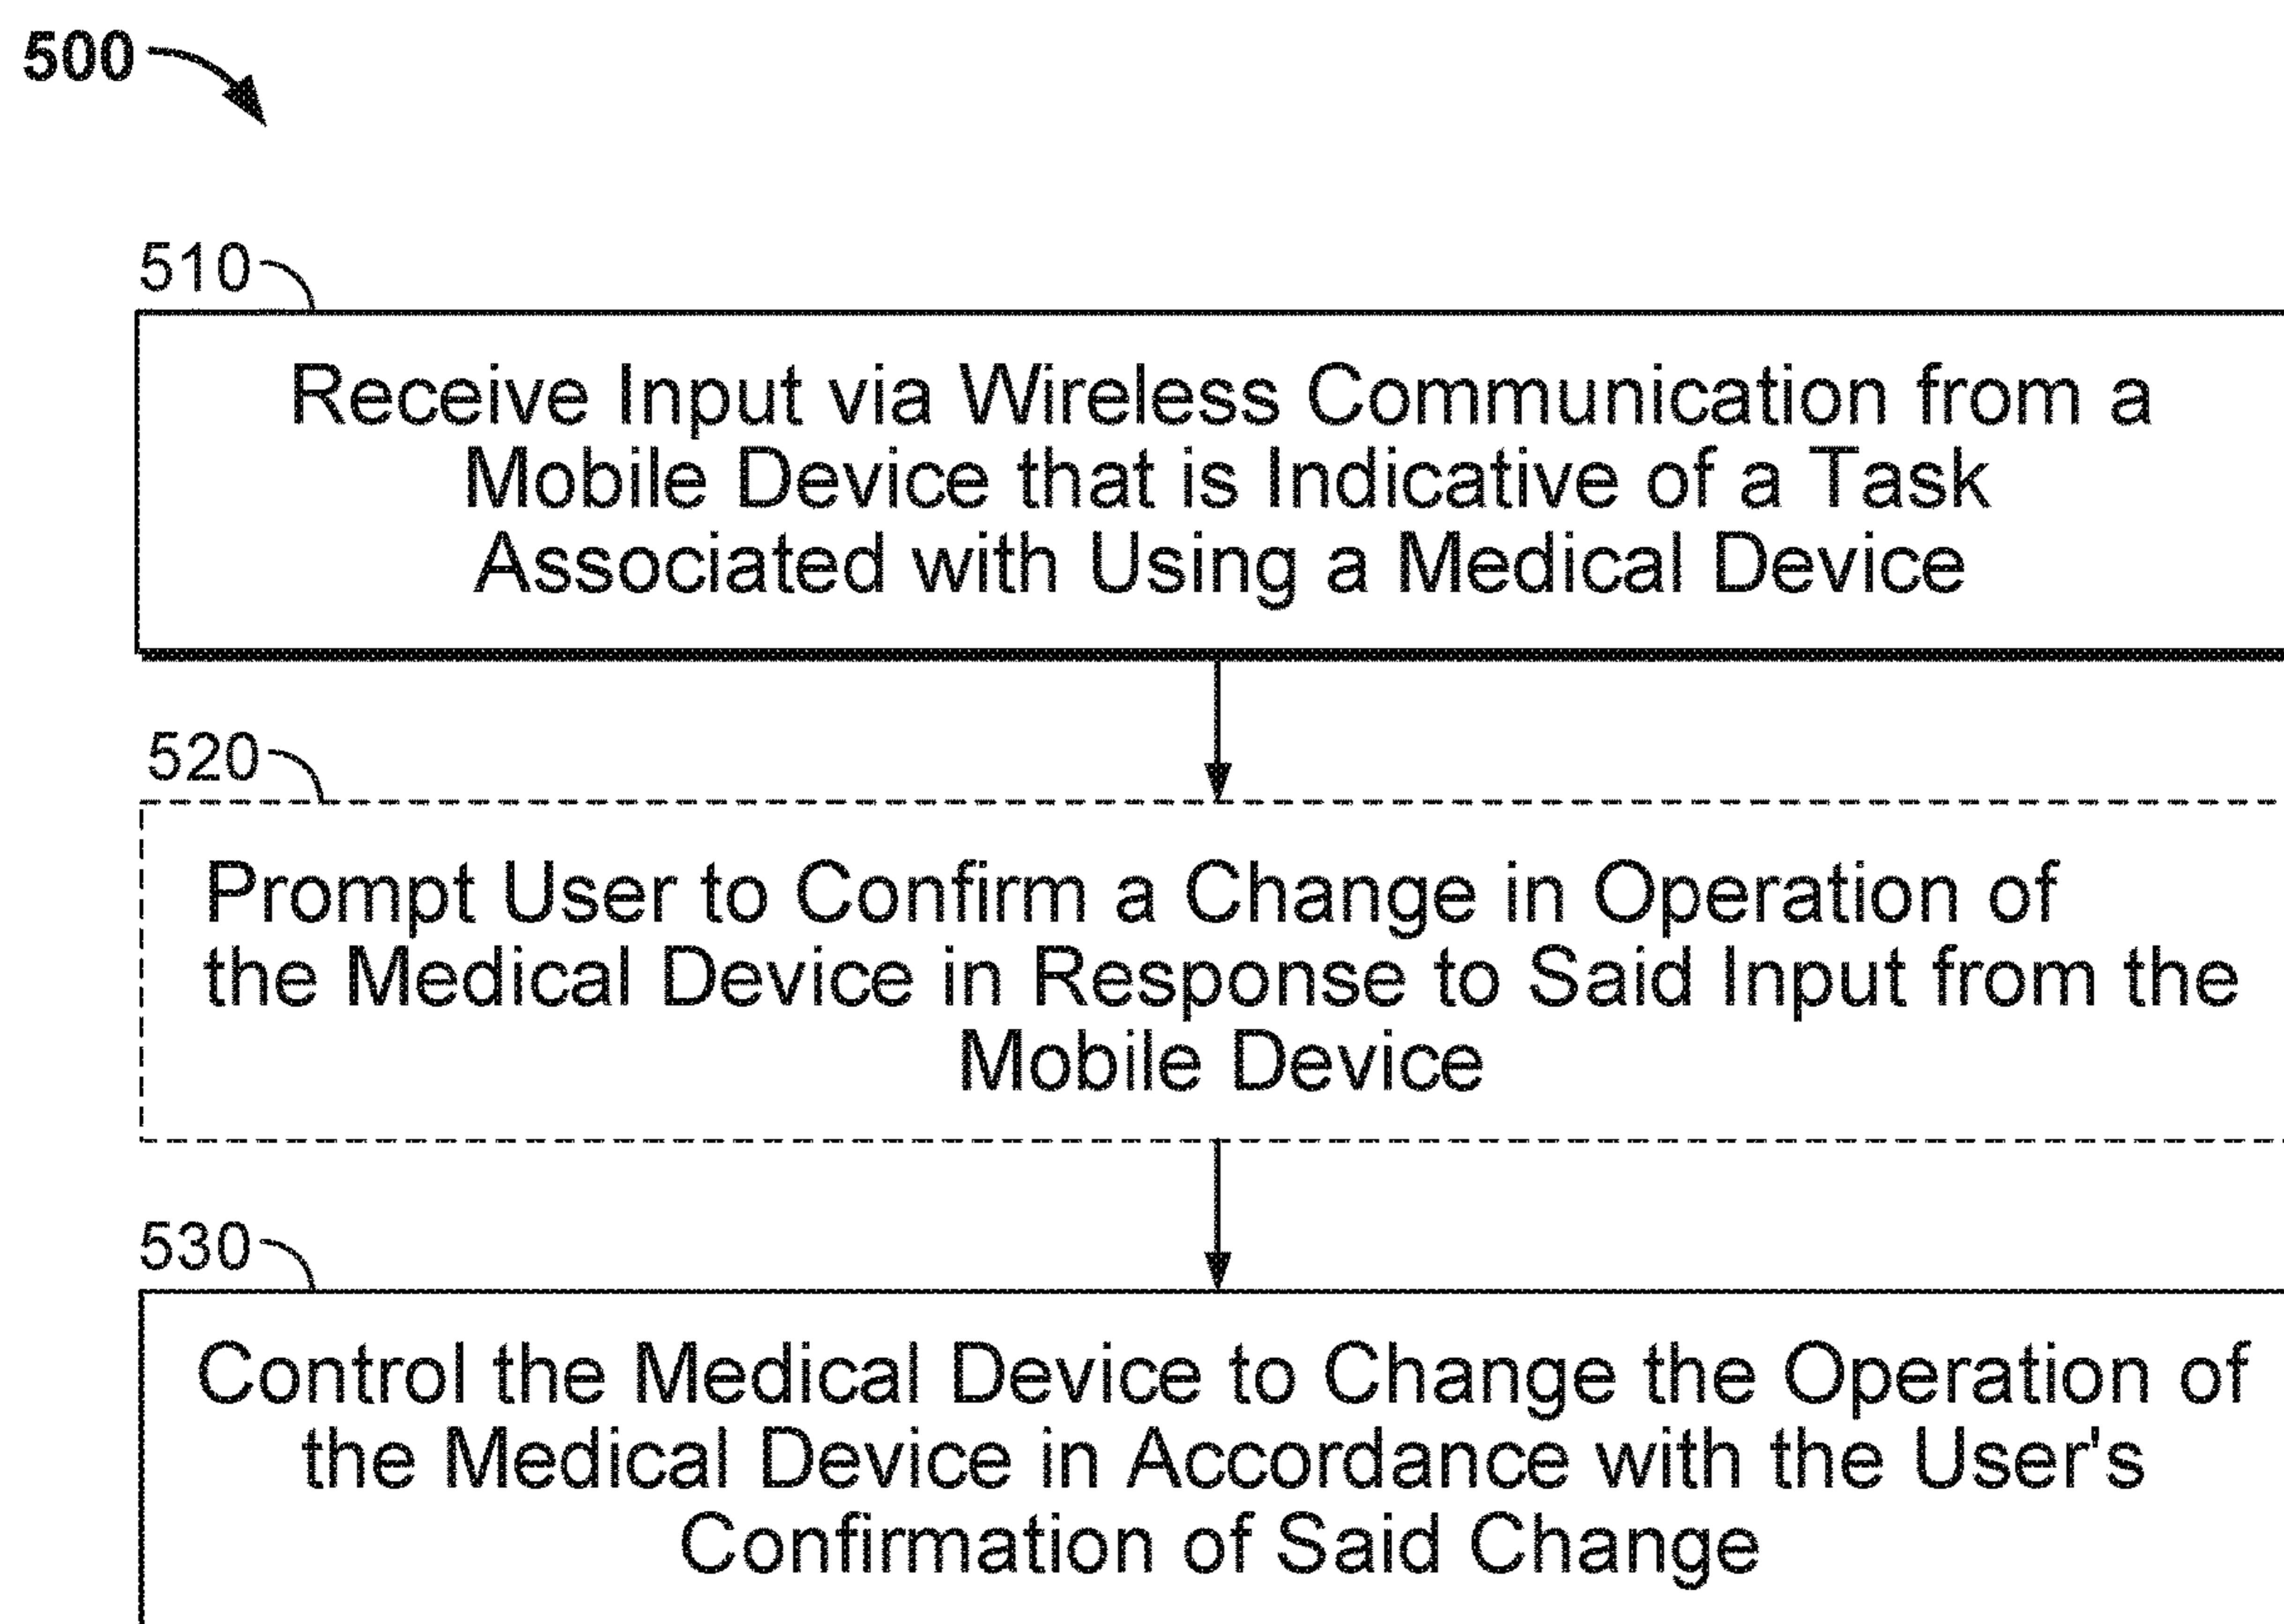 500
510
Receive Input via Wireless Communication from a
Mobile Device that is Indicative of a Task
Associated with Using a Medical Device
520
Prompt User to Confirm a Change in Operation of
the Medical Device in Response to Said Input from the
Mobile Device
530
Control the Medical Device to Change the Operation of
the Medical Device in Accordance with the User's
Confirmation of Said Change